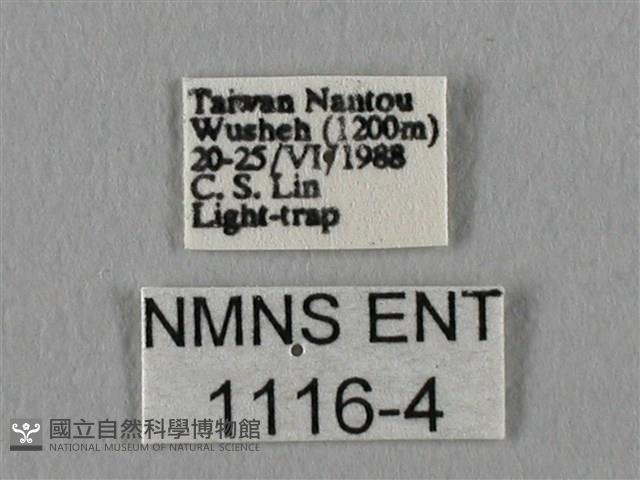 Taiwan Nantou
Wusheh (1200m)
20-25/VI/1988
C. S. Lin
Light-trap
NMNS ENT
1116-4
國立自然科學博物館
NATIONAL MUSEUM OF NATURAL SCIENCE